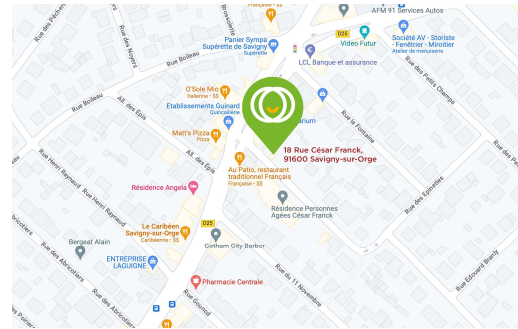 Française · $$
AFM 91 Services Autos
D25
Panier Sympa
Supérette de Savigny
Supérette
Video Futur
Société AV - Storiste
- Fenêtrier - Miroitier
Atelier de menuiserie
LCL Banque et assurance
Rue des Noyers
Rue Boileau
Rue des Petits Champs
O'Sole Mio
Italienne · $$
Rue Boileau
All. des Epis
Etablissements Guinard
Quincaillerie
arium
Rue la Fontaine
Matt's Pizza
Pizza
18 Rue César Franck,
91600 Savigny-sur-Orge
All. des Epis
Au Patio, restaurant
traditionnel Français
Française · $$
Rue Henri Raynaud
Rue Henri Raynaud
Résidence Angela
Rue des Epinettes
Résidence Personnes
Agées César Franck
D25
Le Caribéen
Savigny-sur-Orge
Caribéenne · $$
Bergeat Alain
Gotham City Barber
Rue des Abricotiers
ENTREPRISE
LAGUIGNE
Rue Edouard Branly
Pharmacie Centrale
Rue du 11 Novembre
Rue des Abricotiers
Rue Gounod